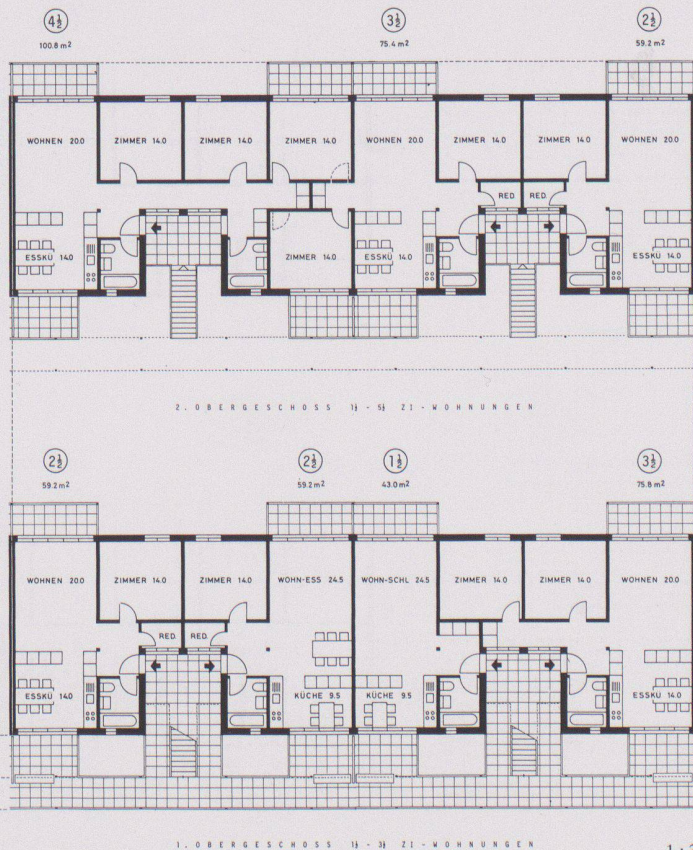 4½ 3½ 2½
100.8 m² 75.4 m² 59.2 m²
WOHNEN 20.0 ZIMMER 14.0 ZIMMER 14.0 ZIMMER 14.0 WOHNEN 20.0 ZIMMER 14.0 ZIMMER 14.0 WOHNEN 20.0
RED. RED.
ESSKÜ 14.0 ZIMMER 14.0 ESSKÜ 14.0 ESSKÜ 14.0
2. OBERGESCHOSS 1½ - 5½ ZI-WOHNUNGEN
2½ 2½ 1½ 3½
59.2 m² 59.2 m² 43.0 m² 75.8 m²
WOHNEN 20.0 ZIMMER 14.0 ZIMMER 14.0 WOHN-ESS 24.5 WOHN-SCHL 24.5 ZIMMER 14.0 ZIMMER 14.0 WOHNEN 20.0
RED. RED.
ESSKÜ 14.0 KÜCHE 9.5 KÜCHE 9.5 ESSKÜ 14.0
1. OBERGESCHOSS 1½ - 3½ ZI-WOHNUNGEN